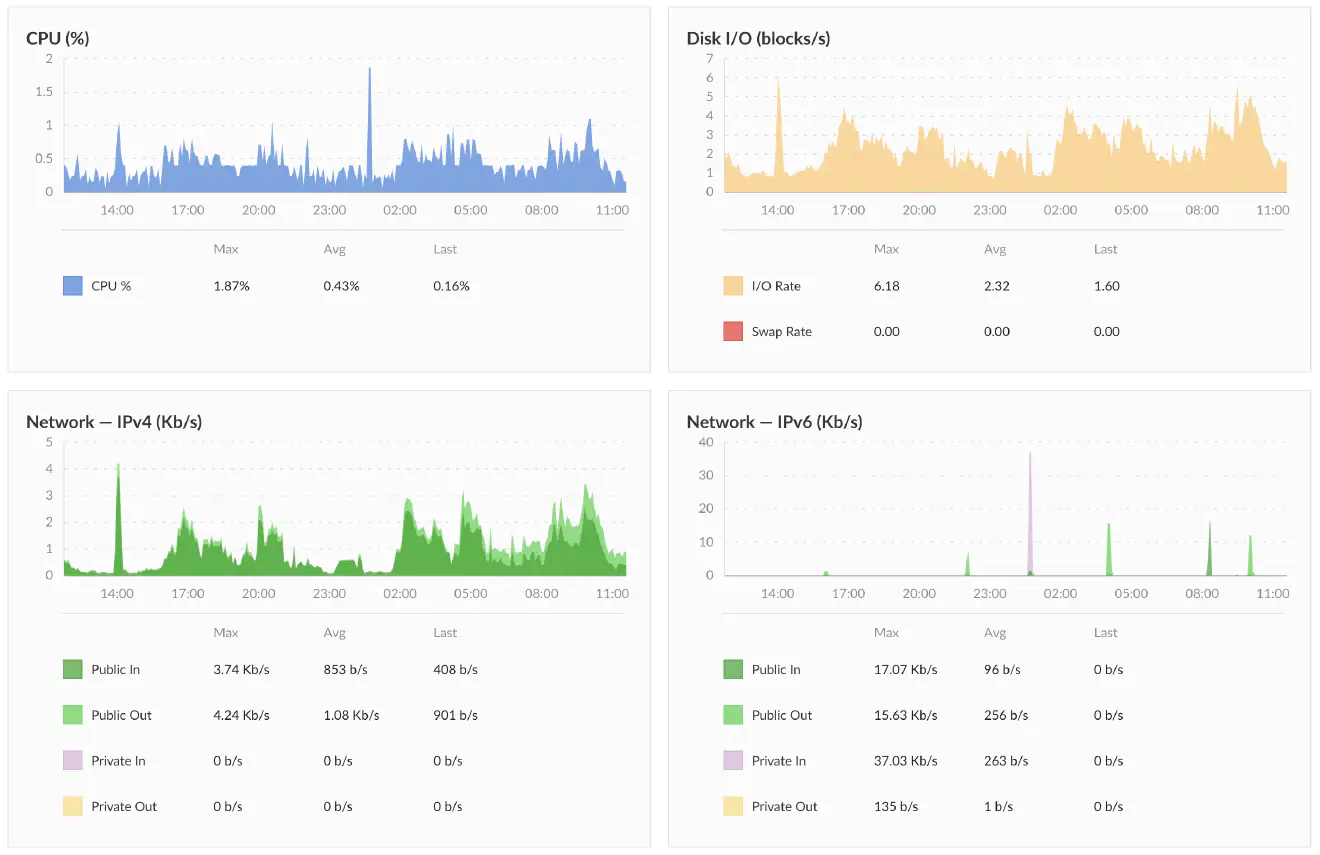 CPU (%)
2
1.5
1
0.5
0
14:00 17:00 20:00 23:00 02:00 05:00 08:00 11:00
Max Avg Last
CPU % 1.87% 0.43% 0.16%
Disk I/O (blocks/s)
7
6
5
4
3
2
1
0
14:00 17:00 20:00 23:00 02:00 05:00 08:00 11:00
Max Avg Last
I/O Rate 6.18 2.32 1.60
Swap Rate 0.00 0.00 0.00
Network — IPv4 (Kb/s)
5
4
3
2
1
0
14:00 17:00 20:00 23:00 02:00 05:00 08:00 11:00
Max Avg Last
Public In 3.74 Kb/s 853 b/s 408 b/s
Public Out 4.24 Kb/s 1.08 Kb/s 901 b/s
Private In 0 b/s 0 b/s 0 b/s
Private Out 0 b/s 0 b/s 0 b/s
Network — IPv6 (Kb/s)
40
30
20
10
0
14:00 17:00 20:00 23:00 02:00 05:00 08:00 11:00
Max Avg Last
Public In 17.07 Kb/s 96 b/s 0 b/s
Public Out 15.63 Kb/s 256 b/s 0 b/s
Private In 37.03 Kb/s 263 b/s 0 b/s
Private Out 135 b/s 1 b/s 0 b/s